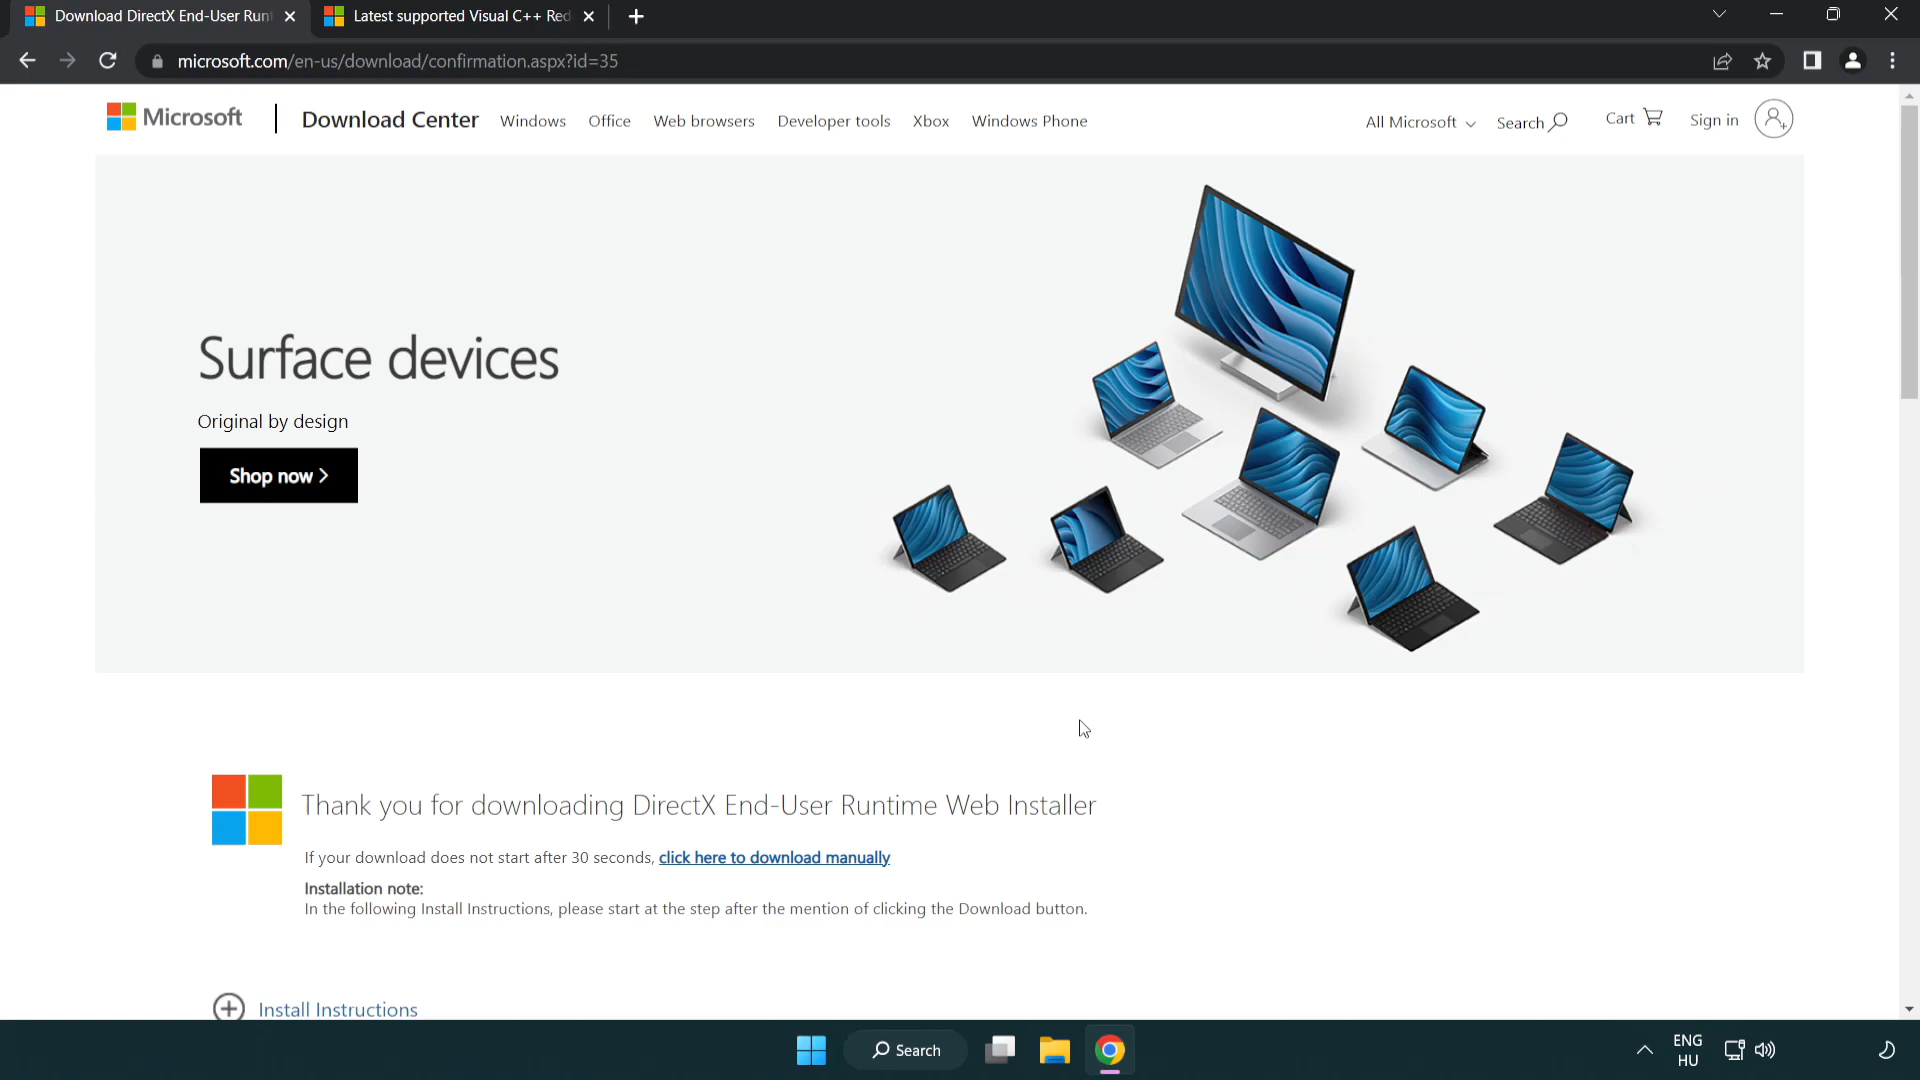 Download DirectX End-User Runt
Latest supported Visual C++ Red
microsoft.com/en-us/download/confirmation.aspx?id=35
Microsoft
Download Center
Windows
Office
Web browsers
Developer tools
Xbox
Windows Phone
All Microsoft
Search
Cart
Sign in
Surface devices
Original by design
Shop now >
Thank you for downloading DirectX End-User Runtime Web Installer
If your download does not start after 30 seconds, click here to download manually
Installation note:
In the following Install Instructions, please start at the step after the mention of clicking the Download button.
Install Instructions
Search
ENG
HU